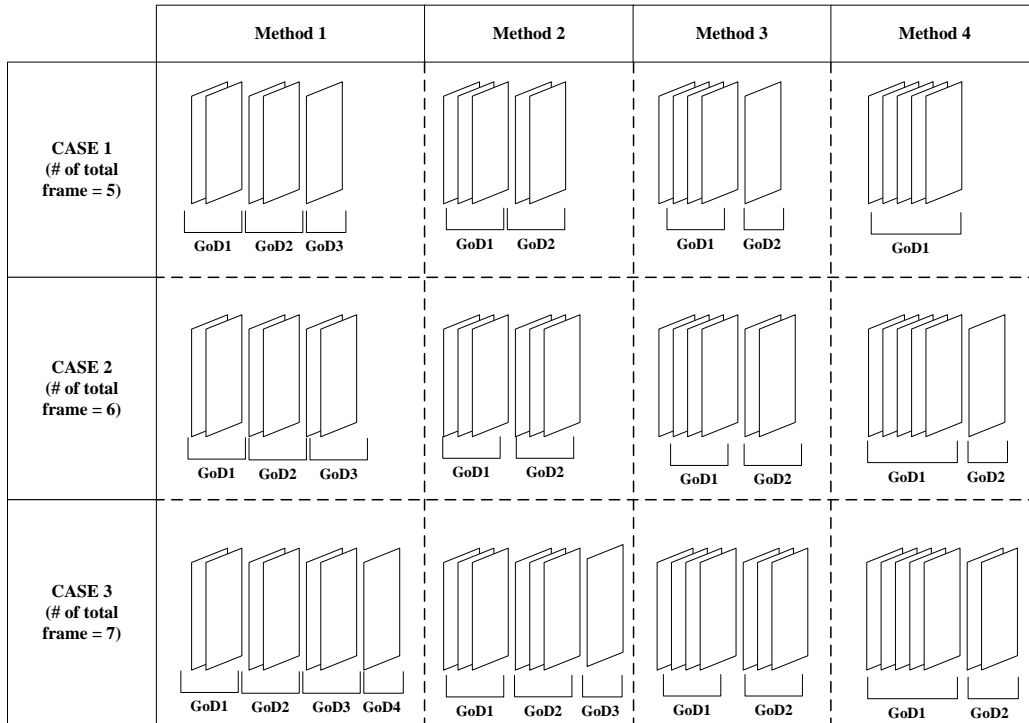 Method 1
Method 2
Method 3
Method 4
CASE 1
(# of total
frame = 5)
GoD1
GoD2
GoD3
GoD1
GoD2
GoD1
GoD2
GoD1
CASE 2
(# of total
frame = 6)
GoD1
GoD2
GoD3
GoD1
GoD2
GoD1
GoD2
GoD1
GoD2
CASE 3
(# of total
frame = 7)
GoD1
GoD2
GoD3
GoD4
GoD1
GoD2
GoD3
GoD1
GoD2
GoD1
GoD2